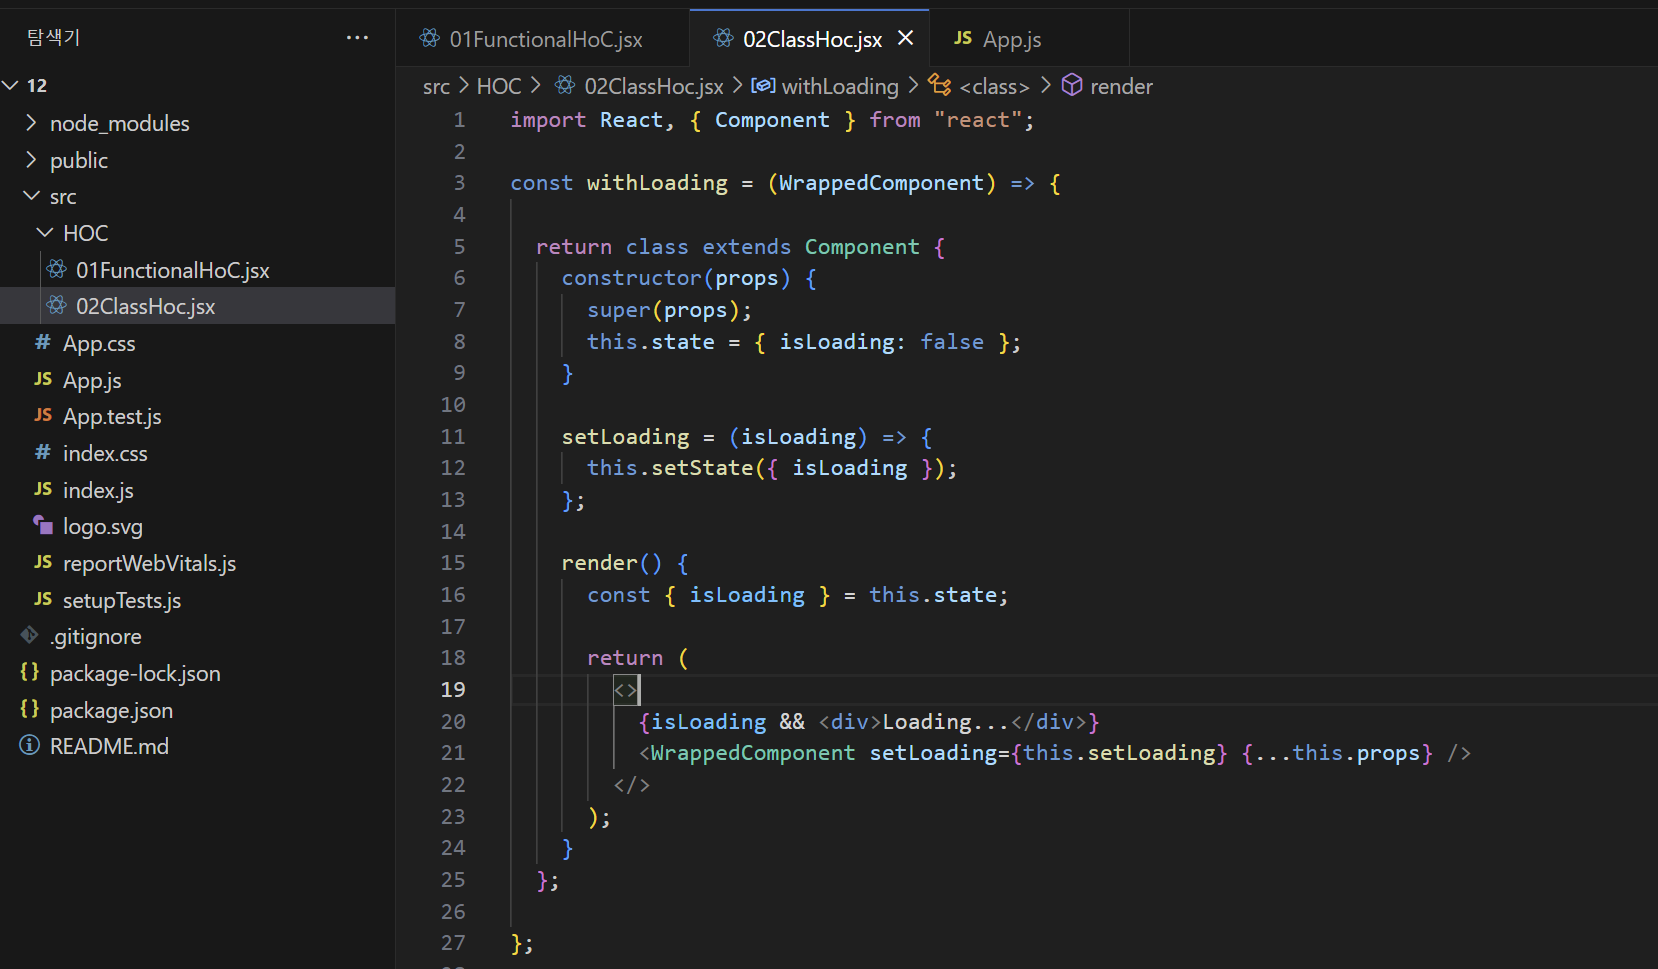 탐색기 ...
01FunctionalHoC.jsx 02ClassHoc.jsx JS App.js
12
node_modules
public
src
HOC
01FunctionalHoC.jsx
02ClassHoc.jsx
# App.css
JS App.js
JS App.test.js
# index.css
JS index.js
logo.svg
JS reportWebVitals.js
JS setupTests.js
.gitignore
{} package-lock.json
{} package.json
README.md
src > HOC > 02ClassHoc.jsx > withLoading > <class> > render
1 import React, { Component } from "react";
2
3 const withLoading = (WrappedComponent) => {
4
5 return class extends Component {
6 constructor(props) {
7 super(props);
8 this.state = { isLoading: false };
9 }
10
11 setLoading = (isLoading) => {
12 this.setState({ isLoading });
13 };
14
15 render() {
16 const { isLoading } = this.state;
17
18 return (
19 <>
20 {isLoading && <div>Loading...</div>}
21 <WrappedComponent setLoading={this.setLoading} {...this.props} />
22 </>
23 );
24 }
25 };
26
27 };